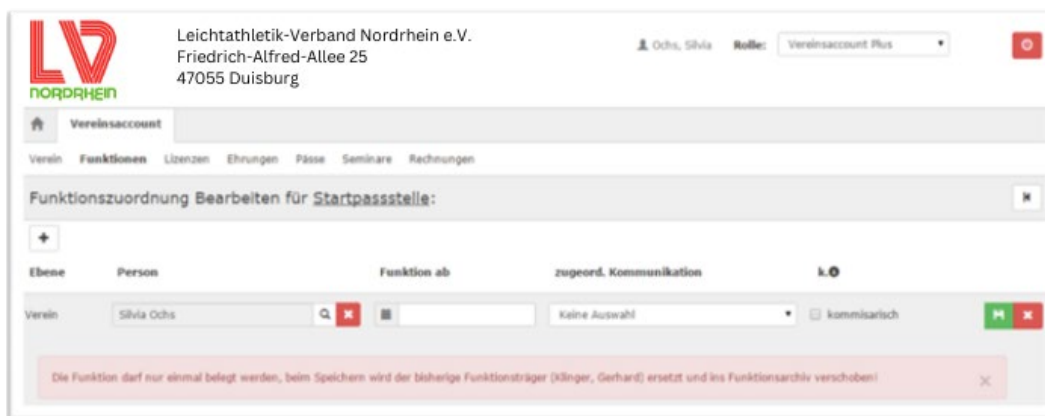 LV
NORDRHEIN
Leichtathletik-Verband Nordrhein e.V.
Friedrich-Alfred-Allee 25
47055 Duisburg
Ochs, Silvia Rolle: Vereinsaccount Plus
Vereinsaccount
Verein Funktionen Lizenzen Ehrungen Pässe Seminare Rechnungen
Funktionszuordnung Bearbeiten für Startpassstelle:
Ebene Person Funktion ab zugeord. Kommunikation k.
Verein Silvia Ochs Keine Auswahl kommisarisch
Die Funktion darf nur einmal belegt werden, beim Speichern wird der bisherige Funktionsträger (Klinger, Gerhard) ersetzt und ins Funktionsarchiv verschoben!